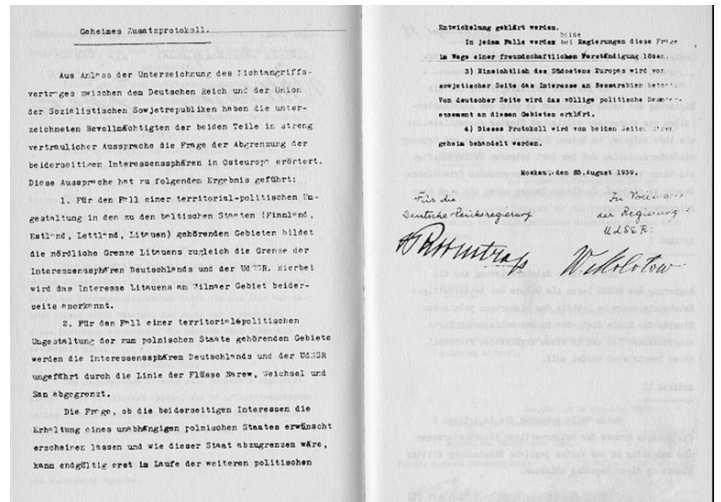 Geheimes Zusatzprotokoll.
Aus Anlass der Unterzeichnung des Nichtangriffs-
vertrages zwischen dem Deutschen Reich und der Union
der Sozialistischen Sowjetrepubliken haben die unter-
zeichneten Bevollmächtigten der beiden Teile in streng
vertraulicher Aussprache die Frage der Abgrenzung der
beiderseitigen Interessensphären in Osteuropa erörtert.
Diese Aussprache hat zu folgendem Ergebnis geführt:
1. Für den Fall einer territorial-politischen Um-
gestaltung in den zu den baltischen Staaten (Finnland,
Estland, Lettland, Litauen) gehörenden Gebieten bildet
die nördliche Grenze Litauens zugleich die Grenze der
Interessensphären Deutschlands und der UdSSR. Hierbei
wird das Interesse Litauens am Wilnaer Gebiet beider-
seits anerkannt.
2. Für den Fall einer territorial-politischen
Umgestaltung der zum polnischen Staate gehörenden Gebiete
werden die Interessensphären Deutschlands und der UdSSR
ungefähr durch die Linie der Flüsse Narew, Weichsel und
San abgegrenzt.
Die Frage, ob die beiderseitigen Interessen die
Erhaltung eines unabhängigen polnischen Staates erwünscht
erscheinen lassen und wie dieser Staat abzugrenzen wäre,
kann endgültig erst im Laufe der weiteren politischen
Entwickelung geklärt werden.
In jedem Falle werden beide Regierungen diese Frage
im Wege einer freundschaftlichen Verständigung lösen.
3) Hinsichtlich des Südostens Europas wird von
sowjetischer Seite das Interesse an Bessarabien betont.
Von deutscher Seite wird das völlige politische Desinter-
essement an diesen Gebieten erklärt.
4) Dieses Protokoll wird von beiden Seiten streng
geheim behandelt werden.
Moskau, den 23. August 1939.
Für die
Deutsche Reichsregierung
Ribbentrop
In Vollmacht
der Regierung
UdSSR:
W. Molotow